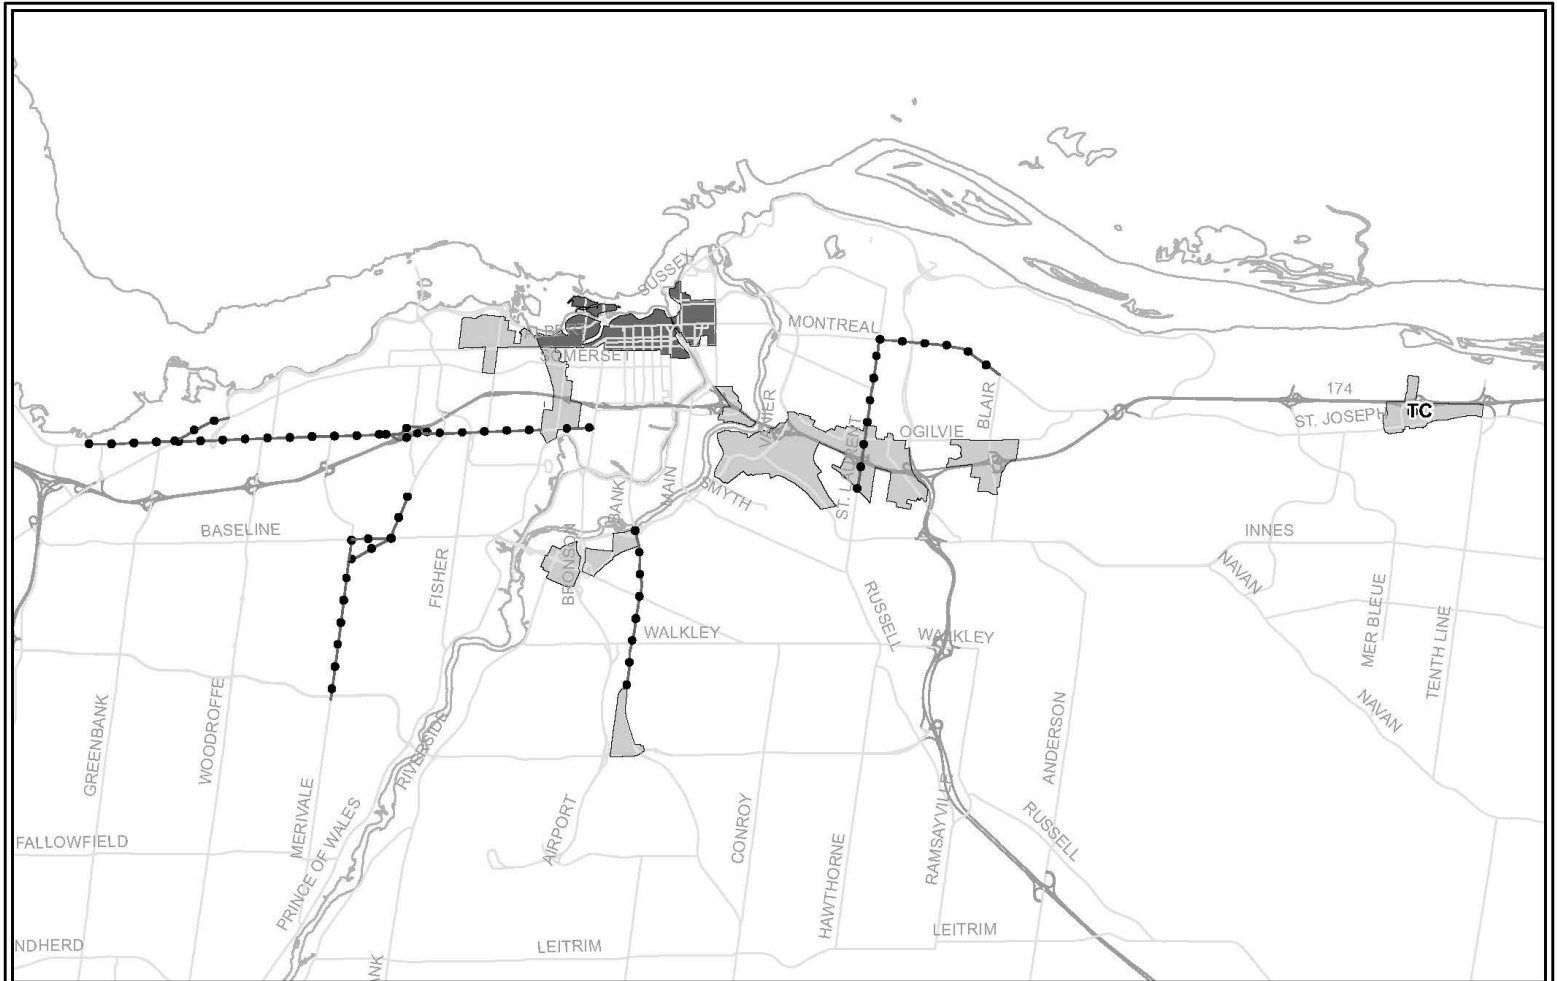 SUSSEX
MONTREAL
ALBERT
SOMERSET
174
ST. JOSEPH
TC
BLAIR
VANIER
OGILVIE
ST. LAURENT
MAIN
SMYTH
BANK
BASELINE
BRONSON
INNES
NAVAN
FISHER
RUSSELL
WALKLEY
WALKLEY
MER BLEUE
TENTH LINE
GREENBANK
WOODROFFE
RIVERSIDE
ANDERSON
NAVAN
MERIVALE
PRINCE OF WALES
AIRPORT
CONROY
HAWTHORNE
RAMSAYVILLE
RUSSELL
FALLOWFIELD
NDHERD
LEITRIM
LEITRIM
ANK